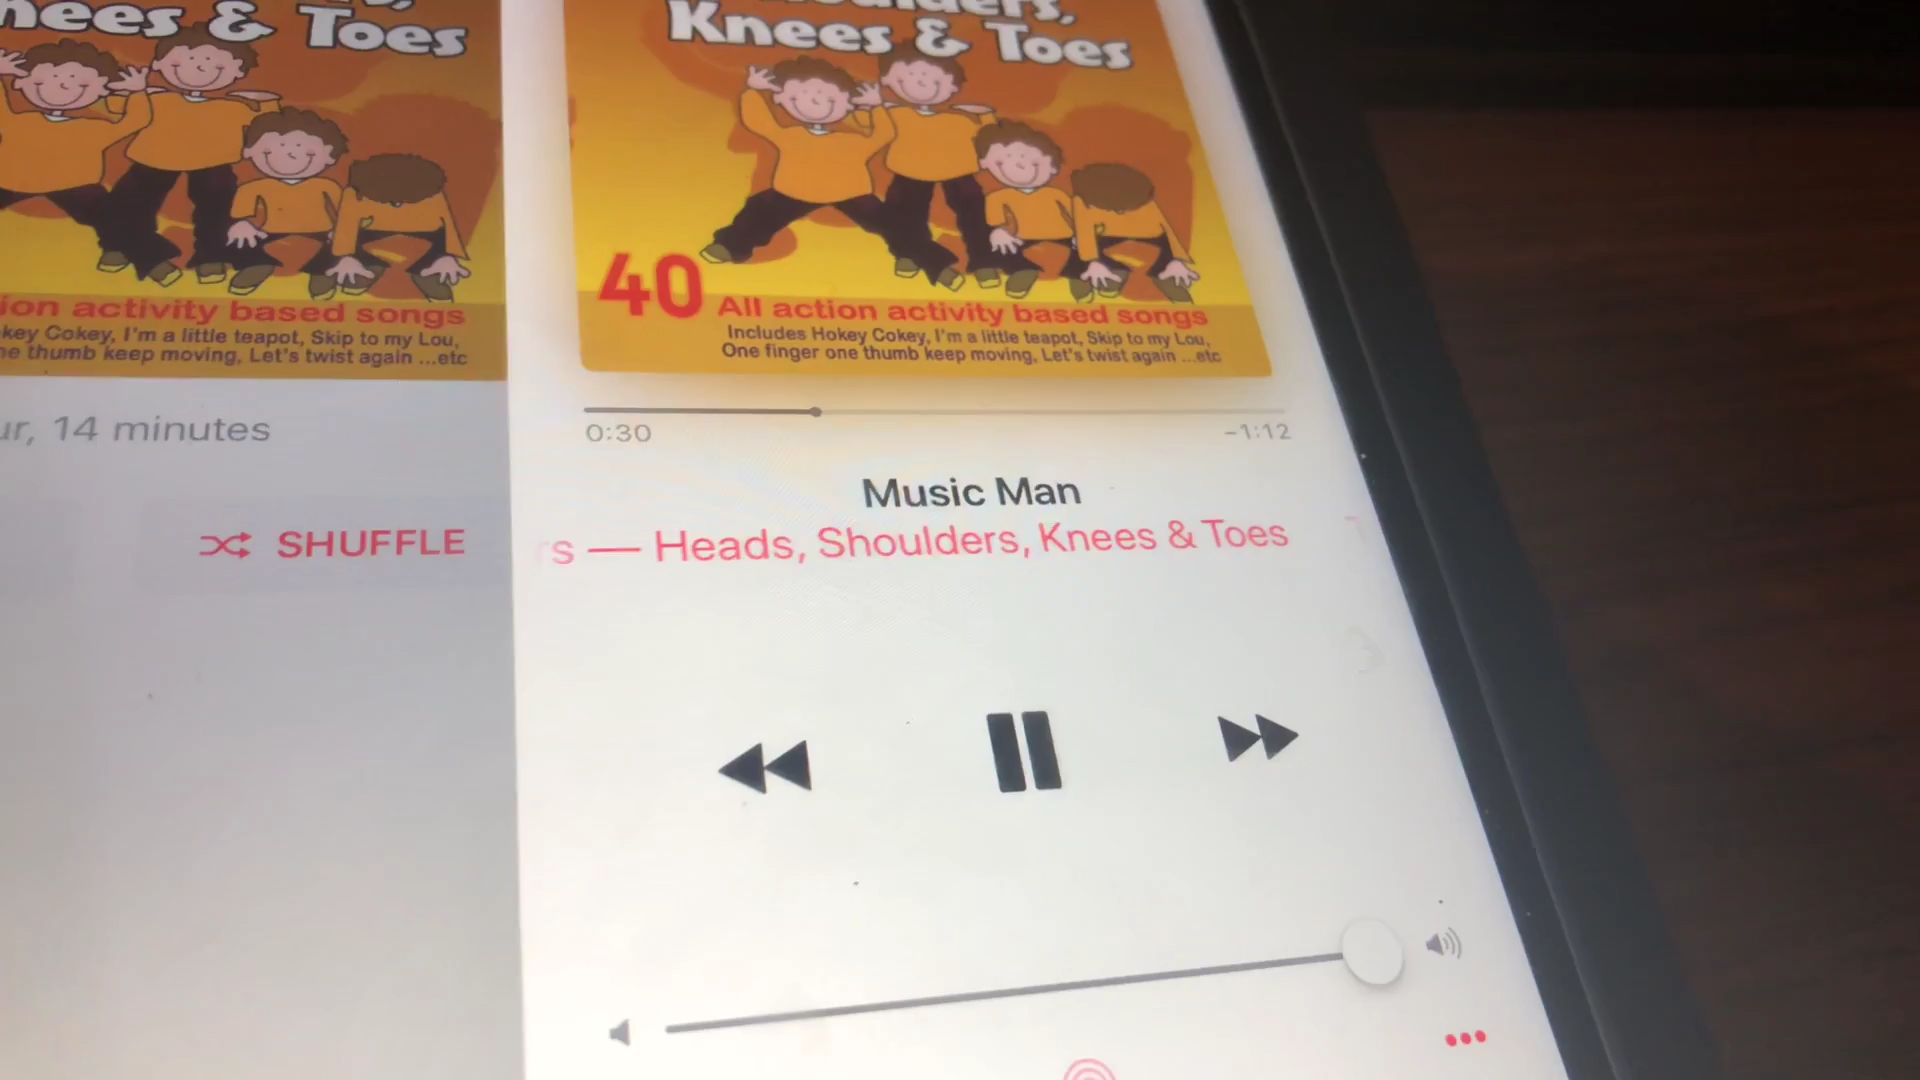 & Toes
ion activity based songs
key Cokey, I'm a little teapot, Skip to my Lou,
thumb keep moving, Let's twist again ...etc
14 minutes
SHUFFLE
Knees & Toes
40 All action activity based songs
Includes Hokey Cokey, I'm a little teapot, Skip to my Lou,
One finger one thumb keep moving, Let's twist again ...etc
0:30
-1:12
Music Man
s — Heads, Shoulders, Knees & Toes